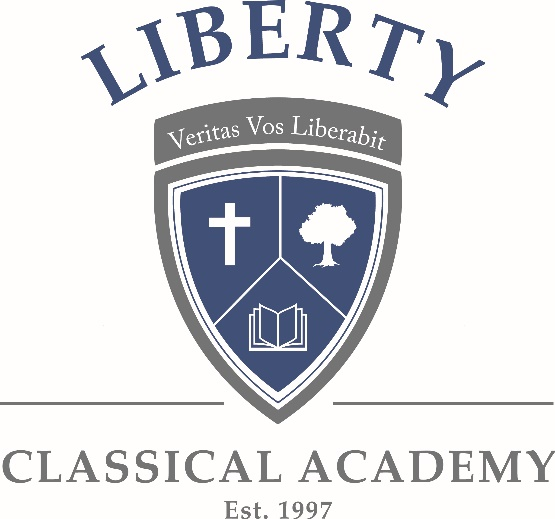 LIBERTY
Veritas Vos Liberabit
CLASSICAL ACADEMY
Est. 1997